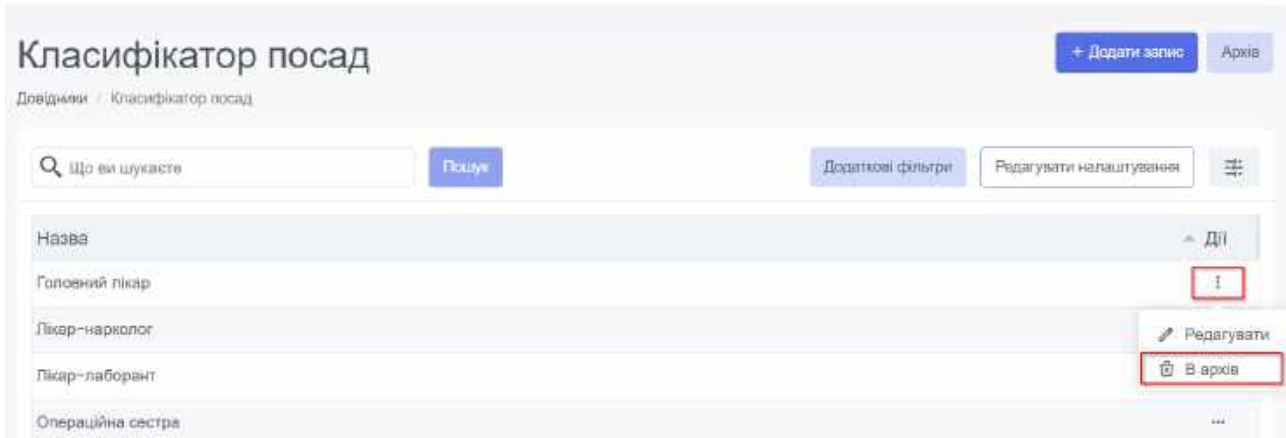 Класифікатор посад
+ Додати запис
Архів
Довідники / Класифікатор посад
Що ви шукаєте
Пошук
Додаткові фільтри
Редагувати налаштування
Назва
Дії
Головний лікар
Лікар-нарколог
Редагувати
Лікар-лаборант
В архів
Операційна сестра